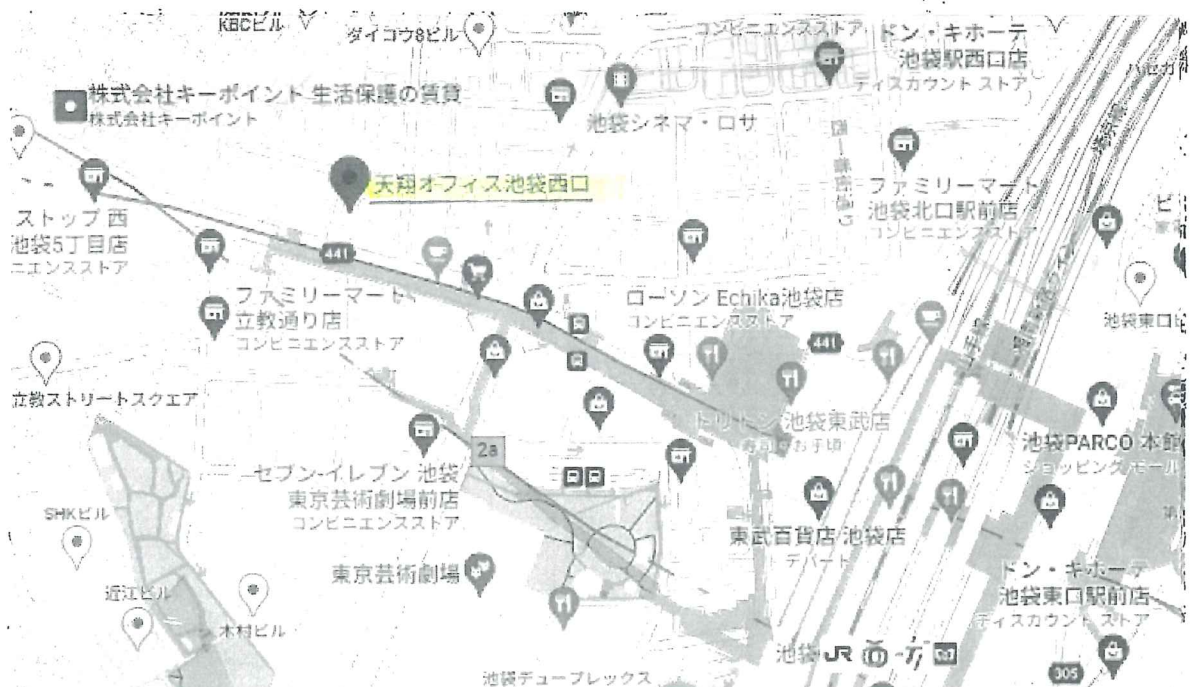 KBCビル
ダイコウ8ビル
コンビニエンスストア
ドン・キホーテ
池袋駅西口店
ディスカウント ストア
株式会社キーポイント 生活保護の賃貸
株式会社キーポイント
池袋シネマ・ロサ
天翔オフィス池袋西口
西一番街通り
ファミリーマート
池袋北口駅前店
コンビニエンスストア
ストップ 西
池袋5丁目店
ニエンスストア
441
ファミリーマート
立教通り店
コンビニエンスストア
ローソン Echika池袋店
コンビニエンスストア
441
池袋東口
立教ストリートスクエア
トリトン 池袋東武店
寿司 お手頃
池袋PARCO 本館
ショッピング モール
2a
セブン-イレブン 池袋
東京芸術劇場前店
コンビニエンスストア
SHKビル
東武百貨店 池袋店
デパート
東京芸術劇場
ドン・キホーテ
池袋東口駅前店
ディスカウント ストア
近江ビル
木村ビル
池袋 JR
池袋デュープレックス
305